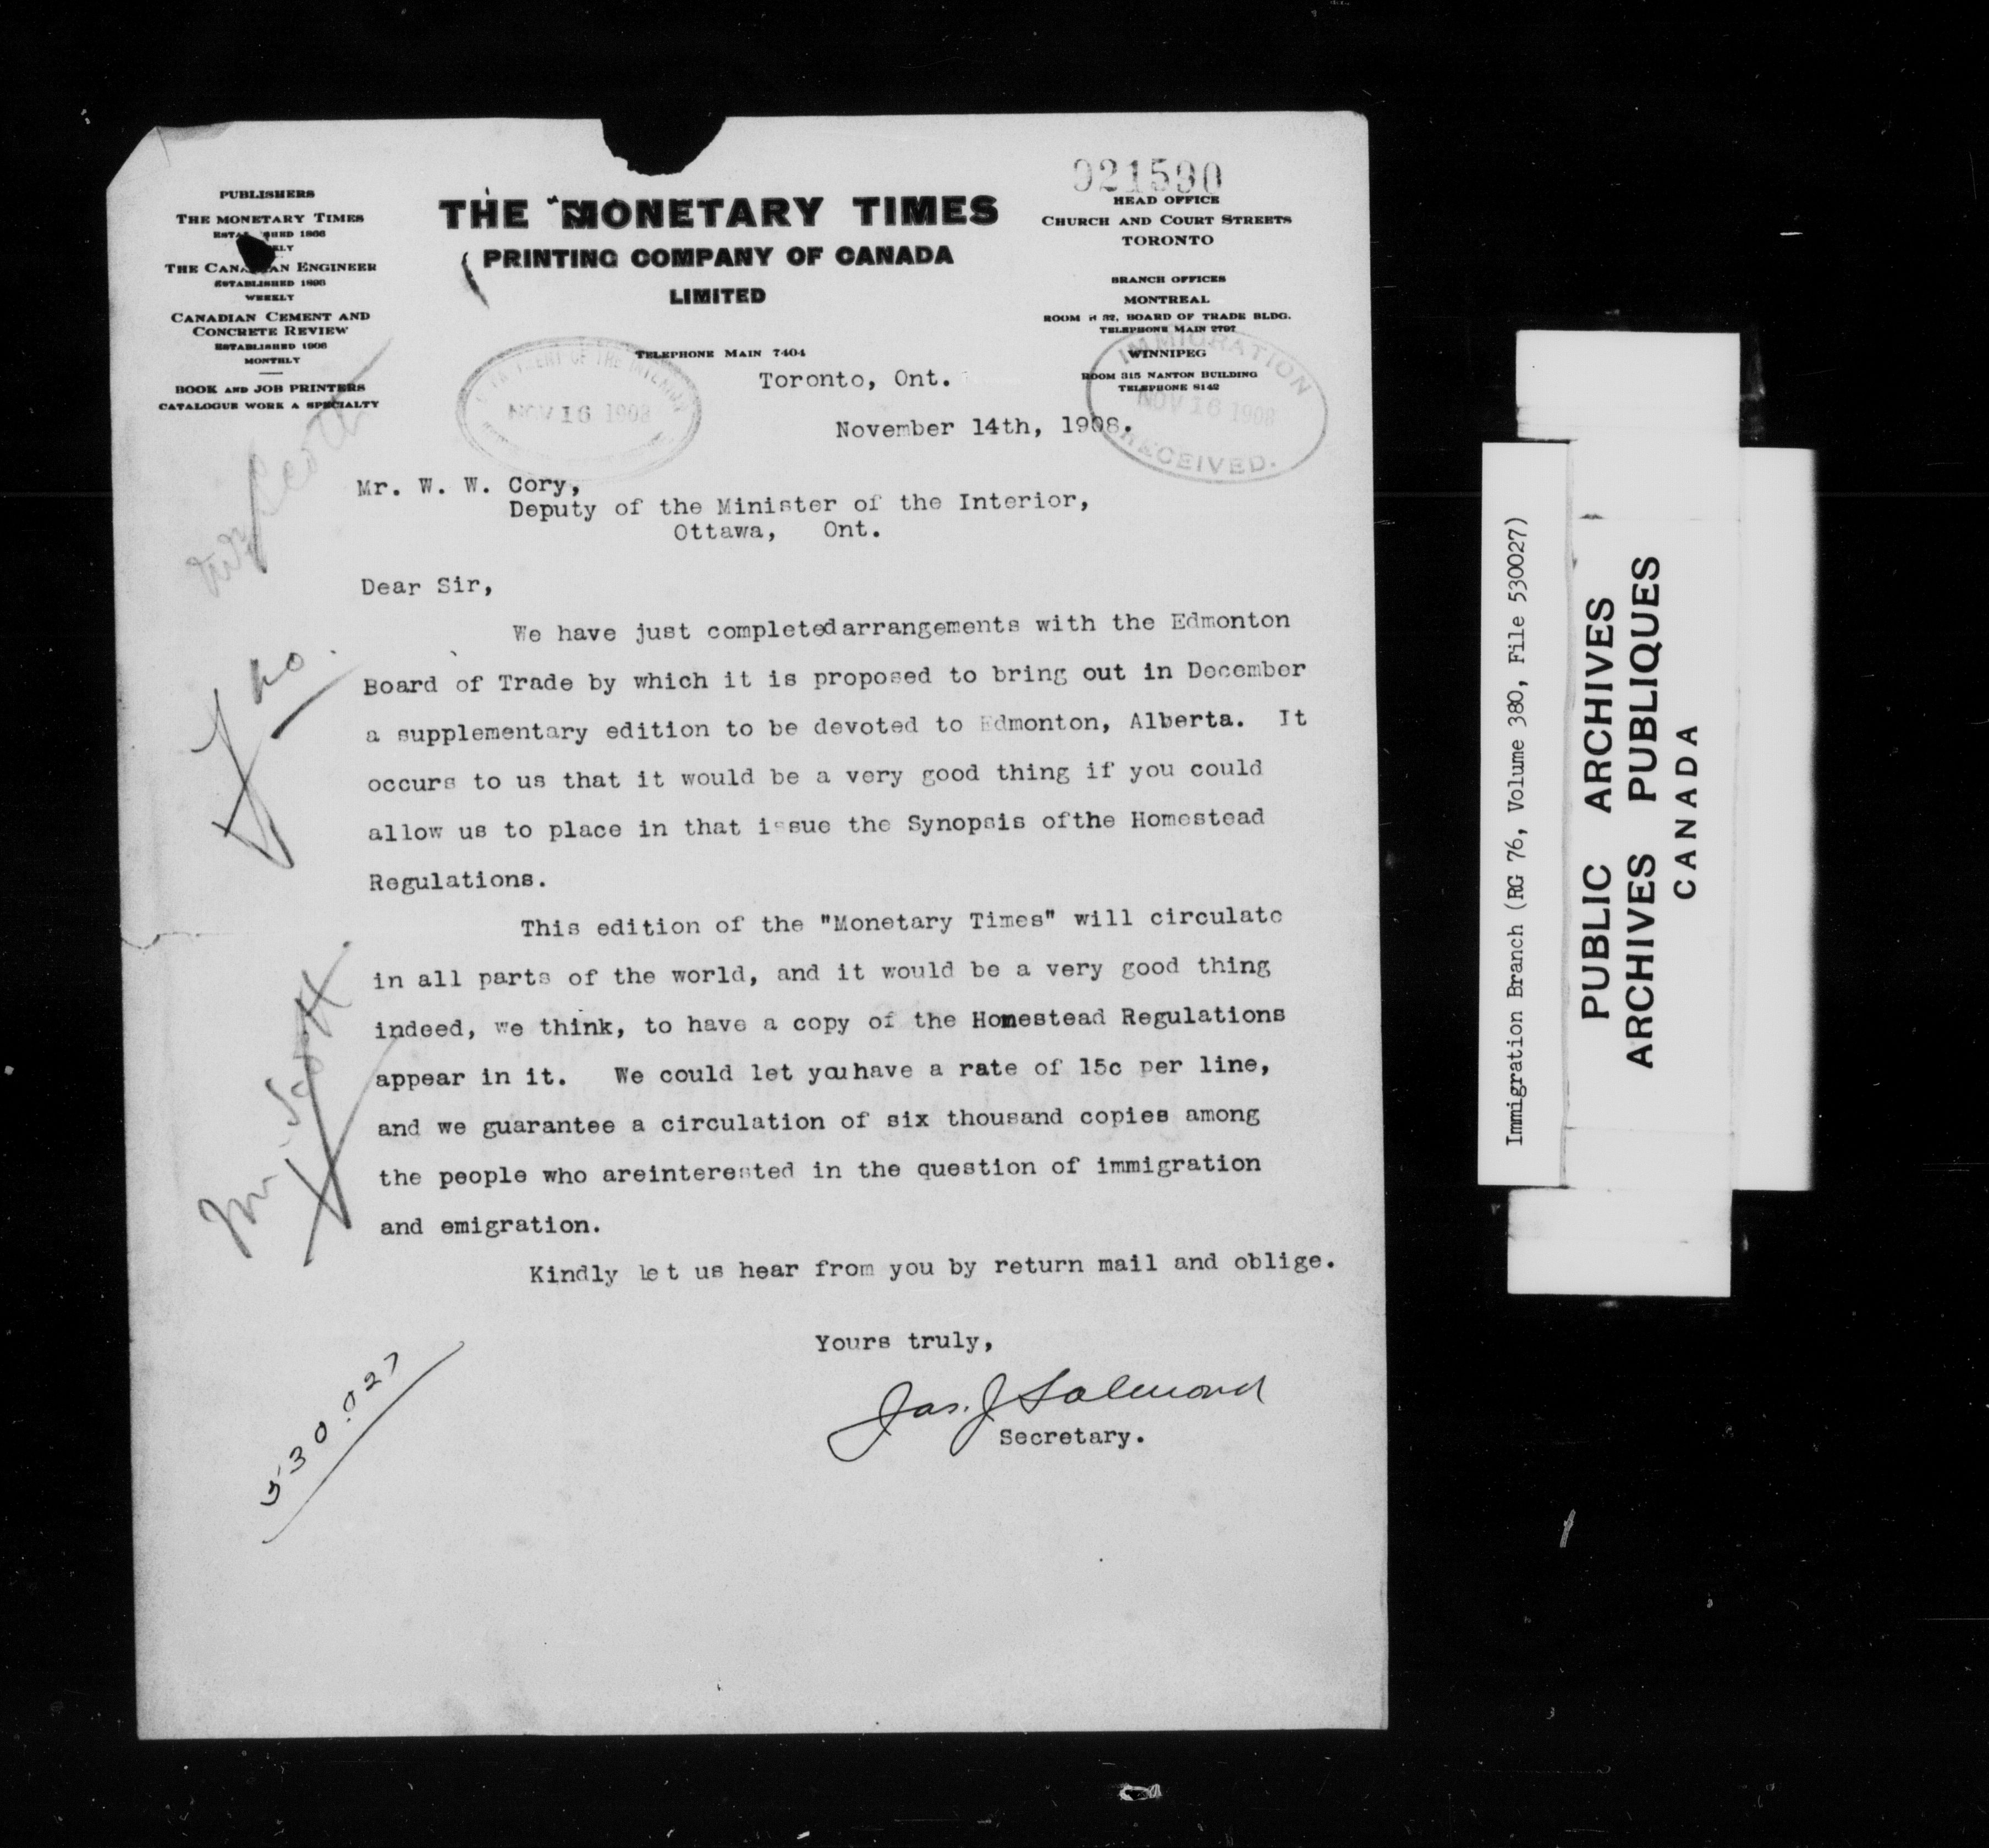 021590
PUBLISHERS
THE MONETARY TIMES
THE CANADIAN ENGINEER
ESTABLISHED 1893
WEEKLY
CANADIAN CEMENT AND
CONCRETE REVIEW
ESTABLISHED 1906
MONTHLY
BOOK AND JOB PRINTERS
CATALOGUE WORK A SPECIALTY
THE MONETARY TIMES
PRINTING COMPANY OF CANADA
LIMITED
TELEPHONE MAIN 7404
HEAD OFFICE
CHURCH AND COURT STREETS
TORONTO
BRANCH OFFICES
MONTREAL
ROOM B 32, BOARD OF TRADE BLDG.
TELEPHONE MAIN 2797
WINNIPEG
ROOM 315 NANTON BUILDING
TELEPHONE 8142
NOV 16 1908
IMMIGRATION
NOV 16 1908
RECEIVED.
Toronto, Ont.
November 14th, 1908.
Mr. W. W. Cory,
Deputy of the Minister of the Interior,
Ottawa, Ont.
Dear Sir,
We have just completedarrangements with the Edmonton
Board of Trade by which it is proposed to bring out in December
a supplementary edition to be devoted to Edmonton, Alberta. It
occurs to us that it would be a very good thing if you could
allow us to place in that issue the Synopsis ofthe Homestead
Regulations.
This edition of the "Monetary Times" will circulate
in all parts of the world, and it would be a very good thing
indeed, we think, to have a copy of the Homestead Regulations
appear in it. We could let youhave a rate of 15c per line,
and we guarantee a circulation of six thousand copies among
the people who areinterested in the question of immigration
and emigration.
Kindly let us hear from you by return mail and oblige.
Yours truly,
Jas. J Salmond
Secretary.
no.
Mr. Scott
530.027
Immigration Branch (RG 76, Volume 380, File 530027)
PUBLIC ARCHIVES
ARCHIVES PUBLIQUES
CANADA